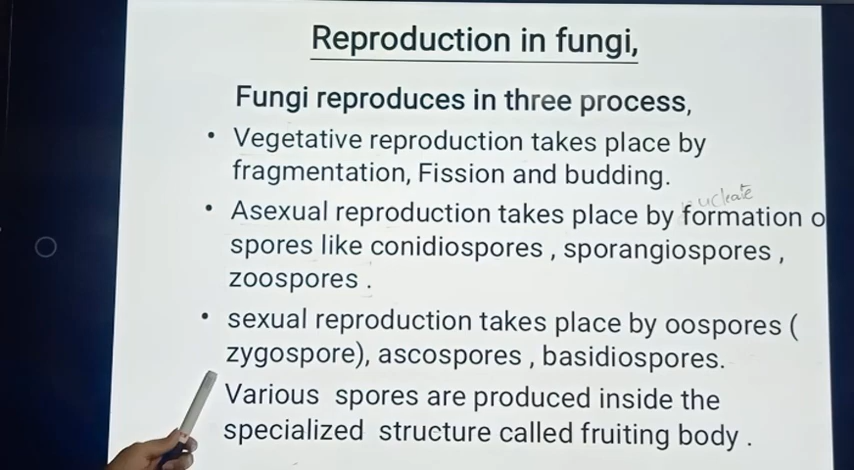 Reproduction in fungi,
Fungi reproduces in three process,
• Vegetative reproduction takes place by
fragmentation, Fission and budding.
• Asexual reproduction takes place by formation o
spores like conidiospores , sporangiospores ,
zoospores .
• sexual reproduction takes place by oospores (
zygospore), ascospores , basidiospores.
Various spores are produced inside the
specialized structure called fruiting body .